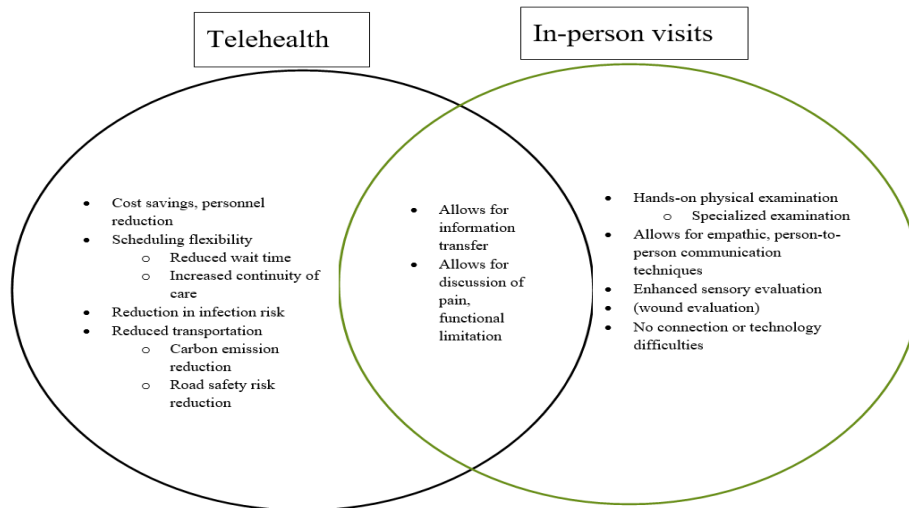 Telehealth
In-person visits
• Cost savings, personnel
reduction
• Scheduling flexibility
o Reduced wait time
o Increased continuity of
care
• Reduction in infection risk
• Reduced transportation
o Carbon emission
reduction
o Road safety risk
reduction
• Allows for
information
transfer
• Allows for
discussion of
pain,
functional
limitation
• Hands-on physical examination
o Specialized examination
• Allows for empathic, person-to-
person communication
techniques
• Enhanced sensory evaluation
• (wound evaluation)
• No connection or technology
difficulties